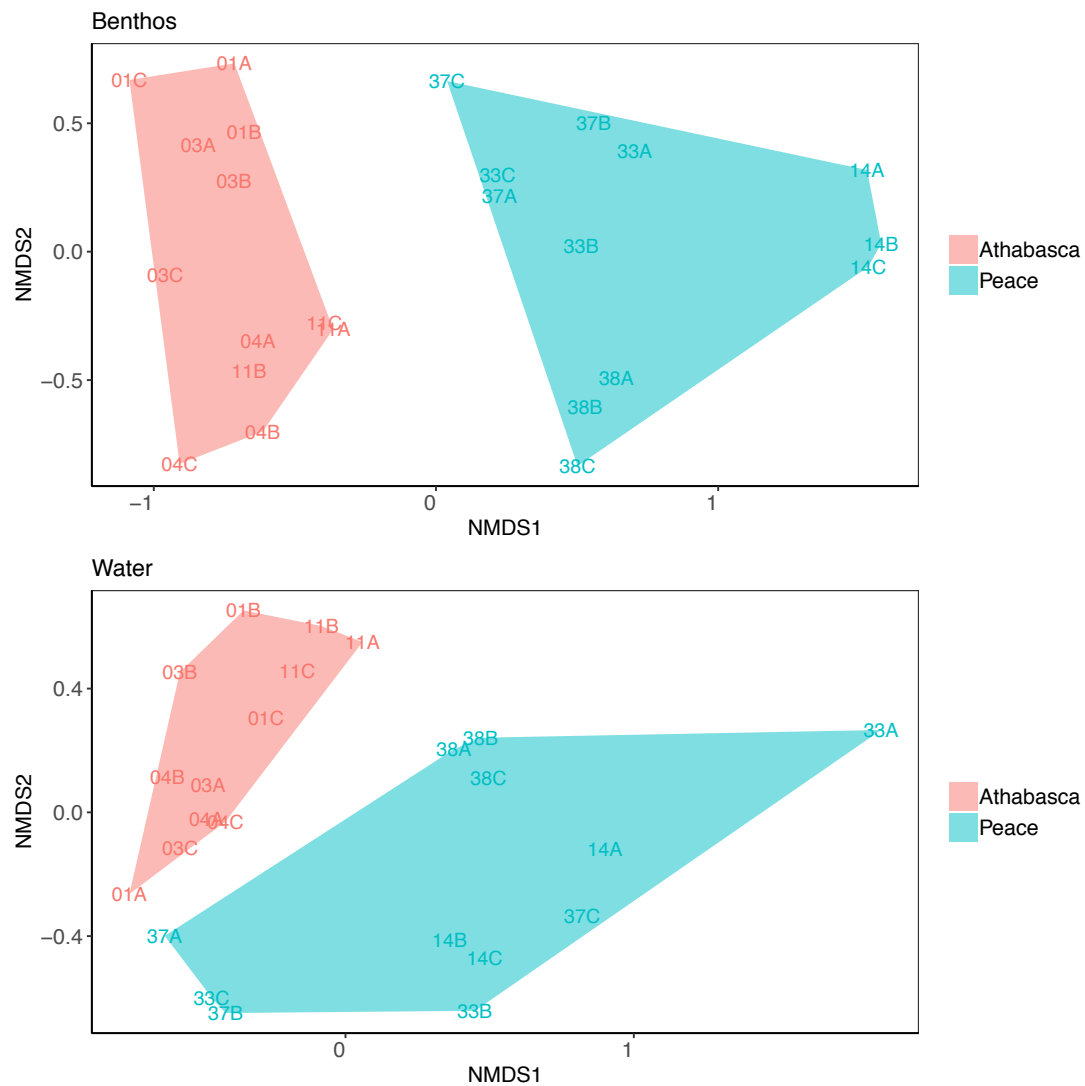 Benthos
01C
01A
37C
0.5
01B
37B
03A
33A
03B
33C
14A
37A
NMDS2
0.0
33B
14B
03C
14C
Athabasca
Peace
11C
11A
04A
11B
−0.5
38A
38B
04B
04C
38C
−1
0
1
NMDS1
Water
01B
11B
11A
03B
11C
0.4
01C
38B
38A
33A
04B
03A
38C
NMDS2
0.0
04A
04C
03C
14A
Athabasca
Peace
01A
37C
37A
−0.4
14B
14C
33C
37B
33B
0
1
NMDS1